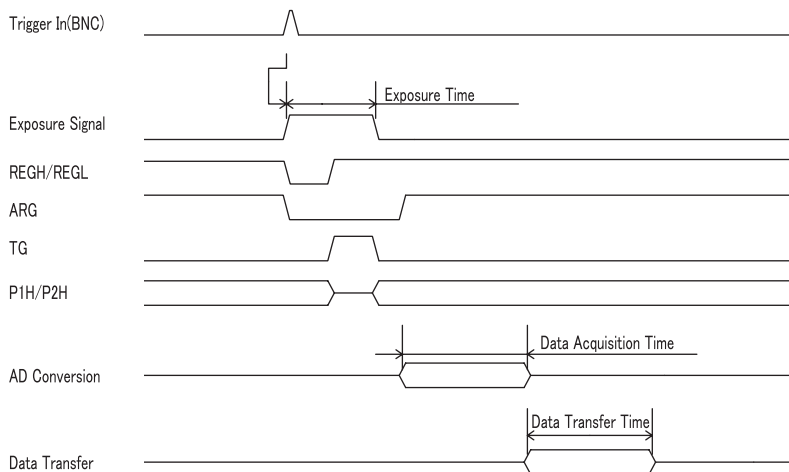 Trigger In(BNC)
Exposure Time
Exposure Signal
REGH/REGL
ARG
TG
P1H/P2H
Data Acquisition Time
AD Conversion
Data Transfer Time
Data Transfer